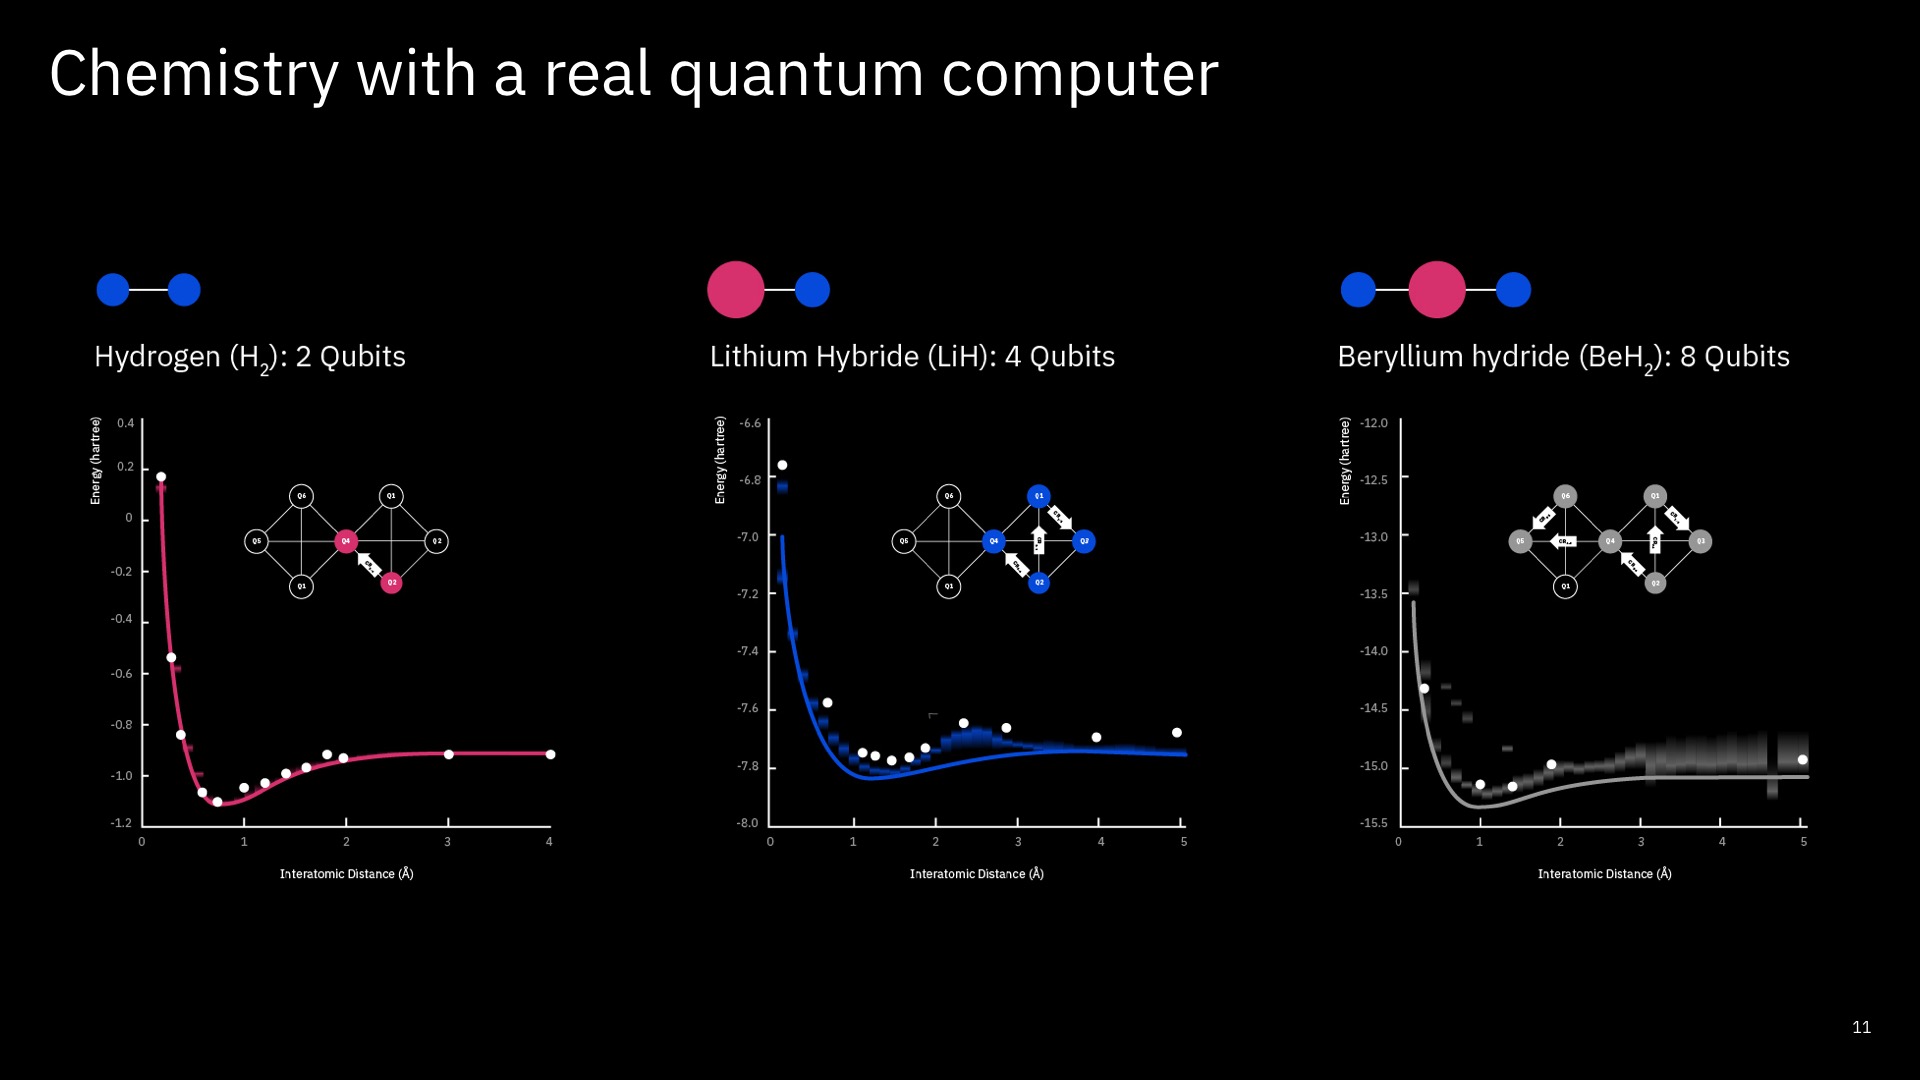 Chemistry with a real quantum computer
Hydrogen (H2): 2 Qubits
Energy (hartree)
0.4
0.2
0
-0.2
-0.4
-0.6
-0.8
-1.0
-1.2
0 1 2 3 4
Interatomic Distance (Å)
Q6 Q1
Q5 Q4 Q2
Q1 Q2
Lithium Hybride (LiH): 4 Qubits
Energy (hartree)
-6.6
-6.8
-7.0
-7.2
-7.4
-7.6
-7.8
-8.0
0 1 2 3 4 5
Interatomic Distance (Å)
Q6 Q1
Q5 Q4
Q1 Q2
Beryllium hydride (BeH2): 8 Qubits
Energy (hartree)
-12.0
-12.5
-13.0
-13.5
-14.0
-14.5
-15.0
-15.5
0 1 2 3 4 5
Interatomic Distance (Å)
Q6 Q1
Q5 Q4 Q3
Q1
11